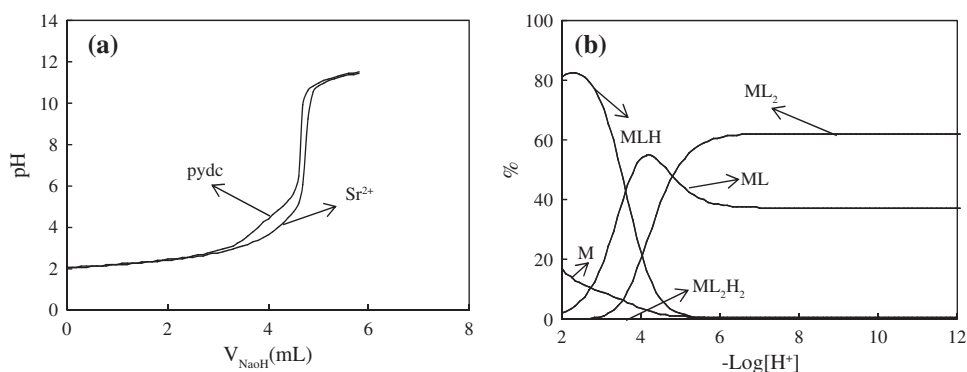 (a)
14
12
10
8
6
4
2
0
pH
pydc
Sr²⁺
0 2 4 6 8
V_NaoH(mL)
(b)
100
80
60
40
20
0
%
ML₂
MLH
ML
M
ML₂H₂
2 4 6 8 10 12
-Log[H⁺]